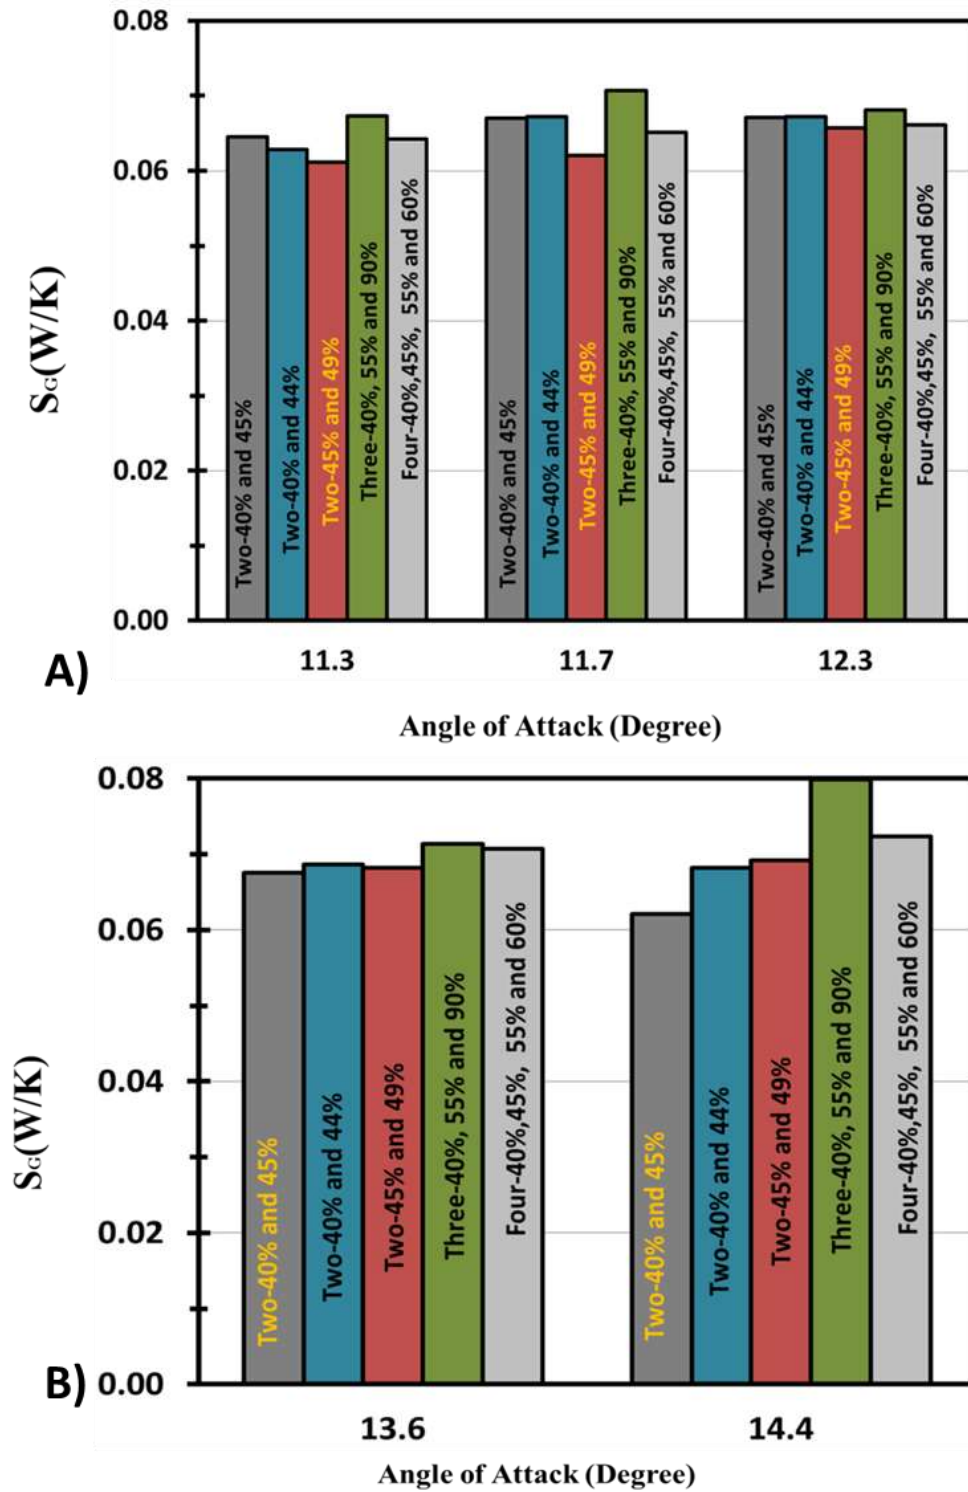 0.08
0.06
0.04
0.02
0.00
SG(W/K)
Two-40% and 45%
Two-40% and 44%
Two-45% and 49%
Three-40%, 55% and 90%
Four-40%,45%, 55% and 60%
Two-40% and 45%
Two-40% and 44%
Two-45% and 49%
Three-40%, 55% and 90%
Four-40%,45%, 55% and 60%
Two-40% and 45%
Two-40% and 44%
Two-45% and 49%
Three-40%, 55% and 90%
Four-40%,45%, 55% and 60%
11.3 11.7 12.3
A)
Angle of Attack (Degree)
0.08
0.06
0.04
0.02
0.00
SG(W/K)
Two-40% and 45%
Two-40% and 44%
Two-45% and 49%
Three-40%, 55% and 90%
Four-40%,45%, 55% and 60%
Two-40% and 45%
Two-40% and 44%
Two-45% and 49%
Three-40%, 55% and 90%
Four-40%,45%, 55% and 60%
B)
13.6 14.4
Angle of Attack (Degree)